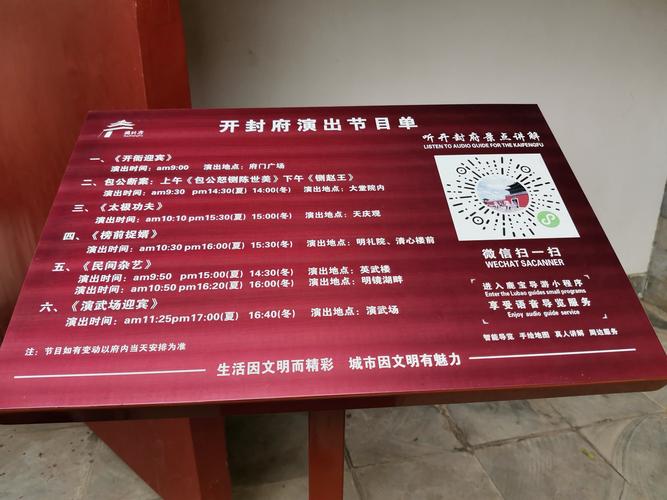 开封府
开封府演出节目单
一、《开衙迎宾》
演出时间：am9:00 演出地点：府门广场
二、包公断案：上午《包公怒铡陈世美》下午《铡赵王》
演出时间：am9:30 pm14:30(夏) 14:00(冬) 演出地点：大堂院内
三、《太极功夫》
演出时间：am10:10 pm15:30(夏) 15:00(冬) 演出地点：天庆观
四、《榜前捉婿》
演出时间：am10:30 pm16:00(夏) 15:30(冬) 演出地点：明礼院、清心楼前
五、《民间杂艺》
演出时间：am9:50 pm15:00(夏) 14:30(冬) 演出地点：英武楼
演出时间：am10:50 pm16:20(夏) 16:00(冬) 演出地点：明镜湖畔
六、《演武场迎宾》
演出时间：am11:25 pm17:00(夏) 16:40(冬) 演出地点：演武场
注：节目如有变动以府内当天安排为准
生活因文明而精彩 城市因文明有魅力
听开封府景点讲解
LISTEN TO AUDIO GUIDE FOR THE KAIFENGFU
微信扫一扫
WECHAT SACANNER
进入鹿宝导游小程序
Enter the Lubao guides small programs
享受语音导览服务
Enjoy audio guide service
智能导览 手绘地图 真人讲解 周边服务